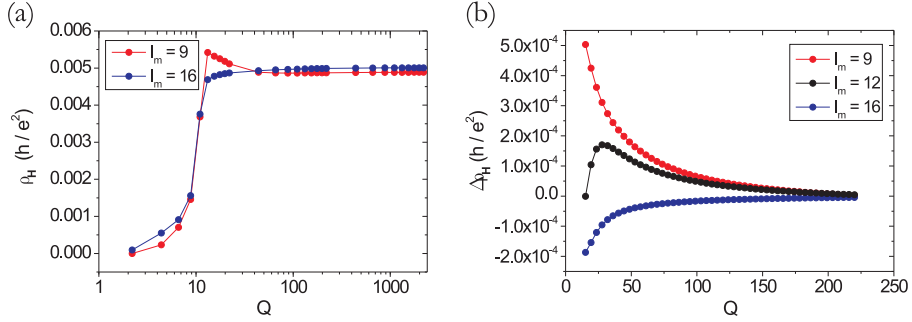 (a)
0.006
0.005
0.004
0.003
0.002
0.001
0.000
ρH (h / e²)
lm = 9
lm = 16
1
10
100
1000
Q
(b)
5.0x10⁻⁴
4.0x10⁻⁴
3.0x10⁻⁴
2.0x10⁻⁴
1.0x10⁻⁴
0.0
-1.0x10⁻⁴
-2.0x10⁻⁴
ΔρH (h / e²)
lm = 9
lm = 12
lm = 16
0
50
100
150
200
250
Q